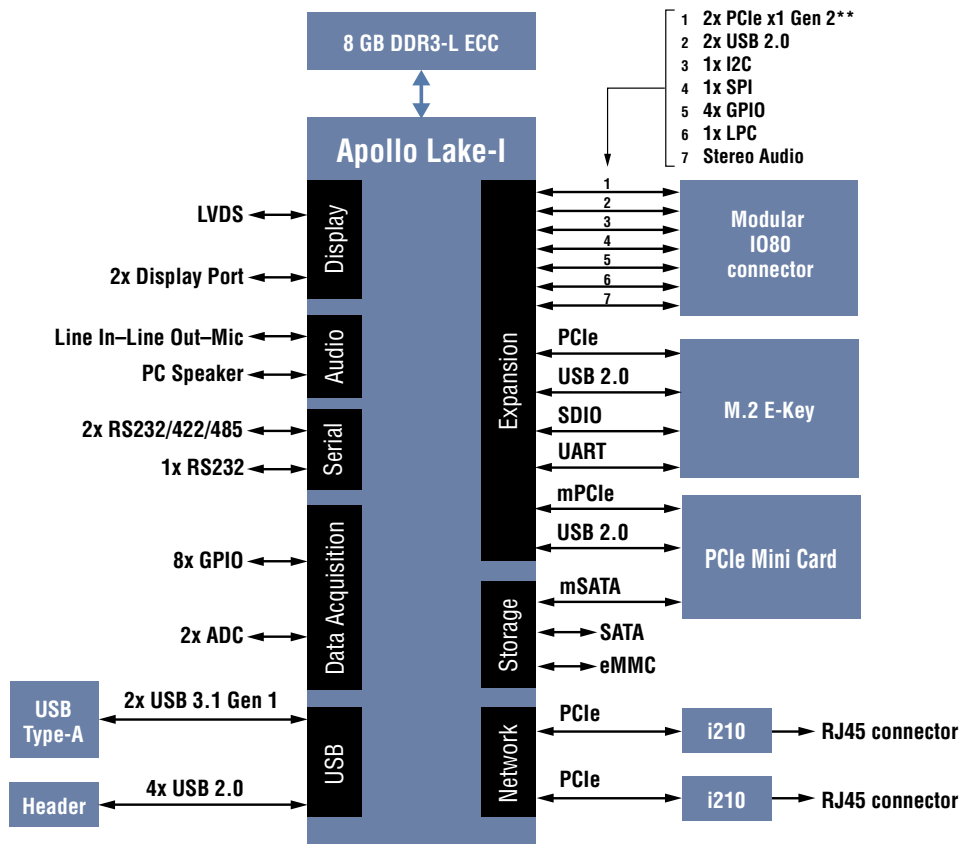 8 GB DDR3-L ECC
1 2x PCIe x1 Gen 2**
2 2x USB 2.0
3 1x I2C
4 1x SPI
5 4x GPIO
6 1x LPC
7 Stereo Audio
Apollo Lake-I
Display
LVDS
2x Display Port
Audio
Line In–Line Out–Mic
PC Speaker
Serial
2x RS232/422/485
1x RS232
Data Acquisition
8x GPIO
2x ADC
USB
USB
Type-A
2x USB 3.1 Gen 1
Header
4x USB 2.0
Expansion
1
2
3
4
5
6
7
Modular
IO80
connector
PCIe
USB 2.0
SDIO
UART
M.2 E-Key
mPCIe
USB 2.0
PCIe Mini Card
Storage
mSATA
SATA
eMMC
Network
PCIe
i210
RJ45 connector
PCIe
i210
RJ45 connector